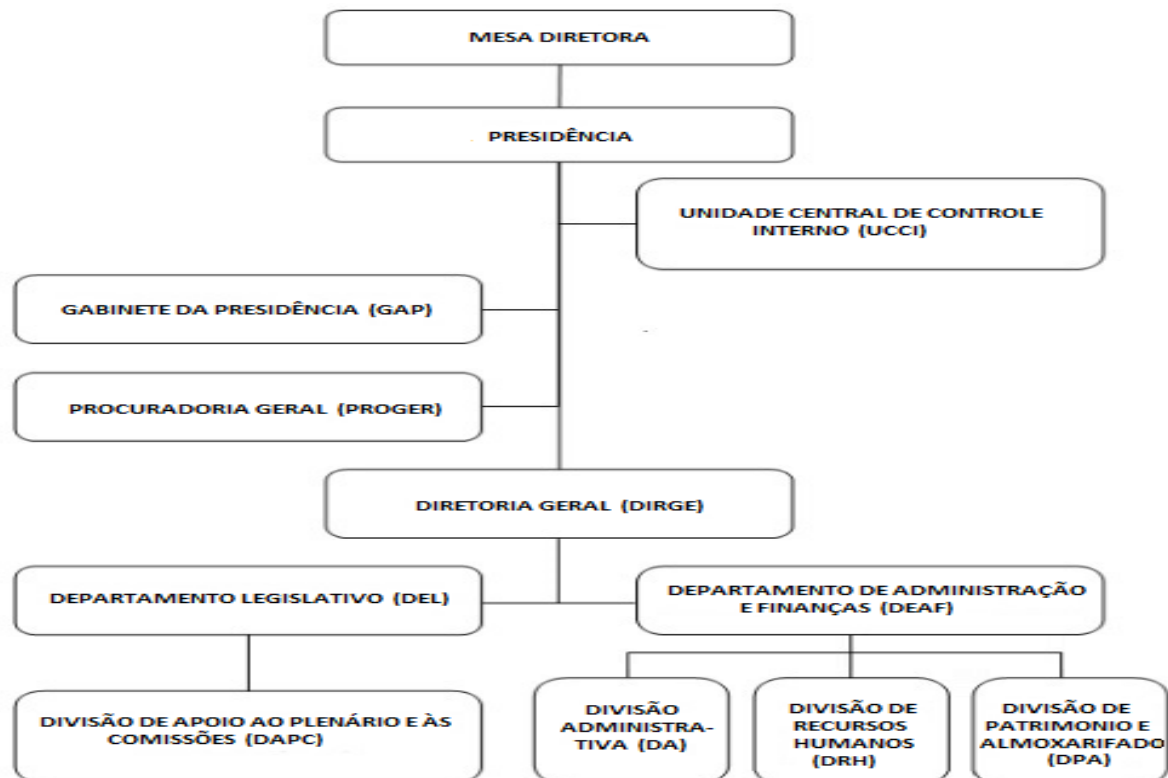 MESA DIRETORA
PRESIDÊNCIA
UNIDADE CENTRAL DE CONTROLE
INTERNO (UCCI)
GABINETE DA PRESIDÊNCIA (GAP)
PROCURADORIA GERAL (PROGER)
DIRETORIA GERAL (DIRGE)
DEPARTAMENTO LEGISLATIVO (DEL)
DEPARTAMENTO DE ADMINISTRAÇÃO
E FINANÇAS (DEAF)
DIVISÃO DE APOIO AO PLENÁRIO E ÀS
COMISSÕES (DAPC)
DIVISÃO
ADMINISTRA-
TIVA (DA)
DIVISÃO DE
RECURSOS
HUMANOS
(DRH)
DIVISÃO DE
PATRIMONIO E
ALMOXARIFADO
(DPA)